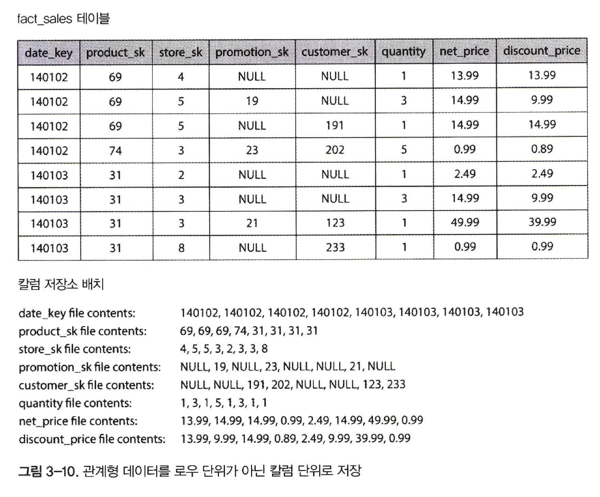 fact_sales 테이블
date_key product_sk store_sk promotion_sk customer_sk quantity net_price discount_price
140102 69 4 NULL NULL 1 13.99 13.99
140102 69 5 19 NULL 3 14.99 9.99
140102 69 5 NULL 191 1 14.99 14.99
140102 74 3 23 202 5 0.99 0.89
140103 31 2 NULL NULL 1 2.49 2.49
140103 31 3 NULL NULL 3 14.99 9.99
140103 31 3 21 123 1 49.99 39.99
140103 31 8 NULL 233 1 0.99 0.99
칼럼 저장소 배치
date_key file contents: 140102, 140102, 140102, 140102, 140103, 140103, 140103, 140103
product_sk file contents: 69, 69, 69, 74, 31, 31, 31, 31
store_sk file contents: 4, 5, 5, 3, 2, 3, 3, 8
promotion_sk file contents: NULL, 19, NULL, 23, NULL, NULL, 21, NULL
customer_sk file contents: NULL, NULL, 191, 202, NULL, NULL, 123, 233
quantity file contents: 1, 3, 1, 5, 1, 3, 1, 1
net_price file contents: 13.99, 14.99, 14.99, 0.99, 2.49, 14.99, 49.99, 0.99
discount_price file contents: 13.99, 9.99, 14.99, 0.89, 2.49, 9.99, 39.99, 0.99
그림 3-10. 관계형 데이터를 로우 단위가 아닌 칼럼 단위로 저장